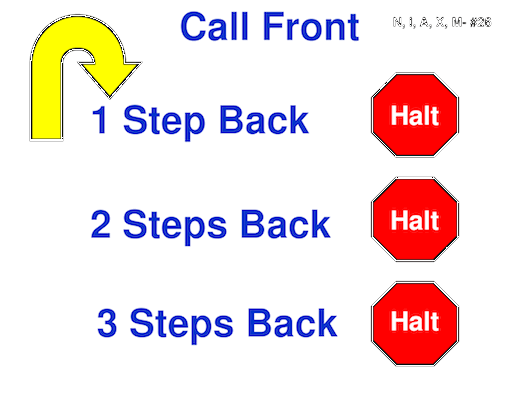 Call Front
N, I, A, X, M- #26
1 Step Back
Halt
2 Steps Back
Halt
3 Steps Back
Halt